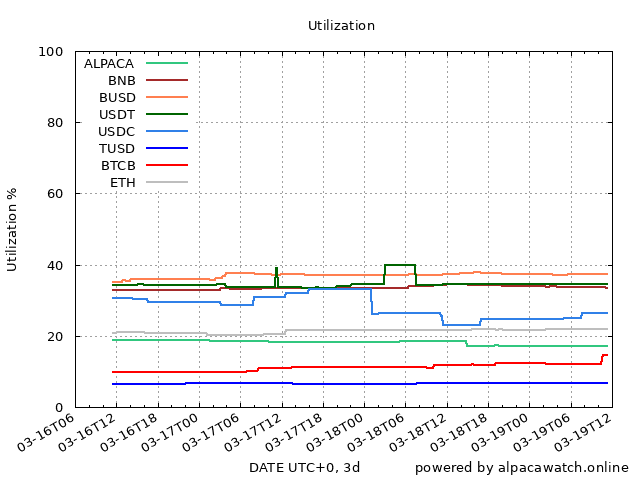 Utilization
100
80
60
40
20
0
Utilization %
ALPACA
BNB
BUSD
USDT
USDC
TUSD
BTCB
ETH
03-16T06
03-16T12
03-16T18
03-17T00
03-17T06
03-17T12
03-17T18
03-18T00
03-18T06
03-18T12
03-18T18
03-19T00
03-19T06
03-19T12
DATE UTC+0, 3d
powered by alpacawatch.online